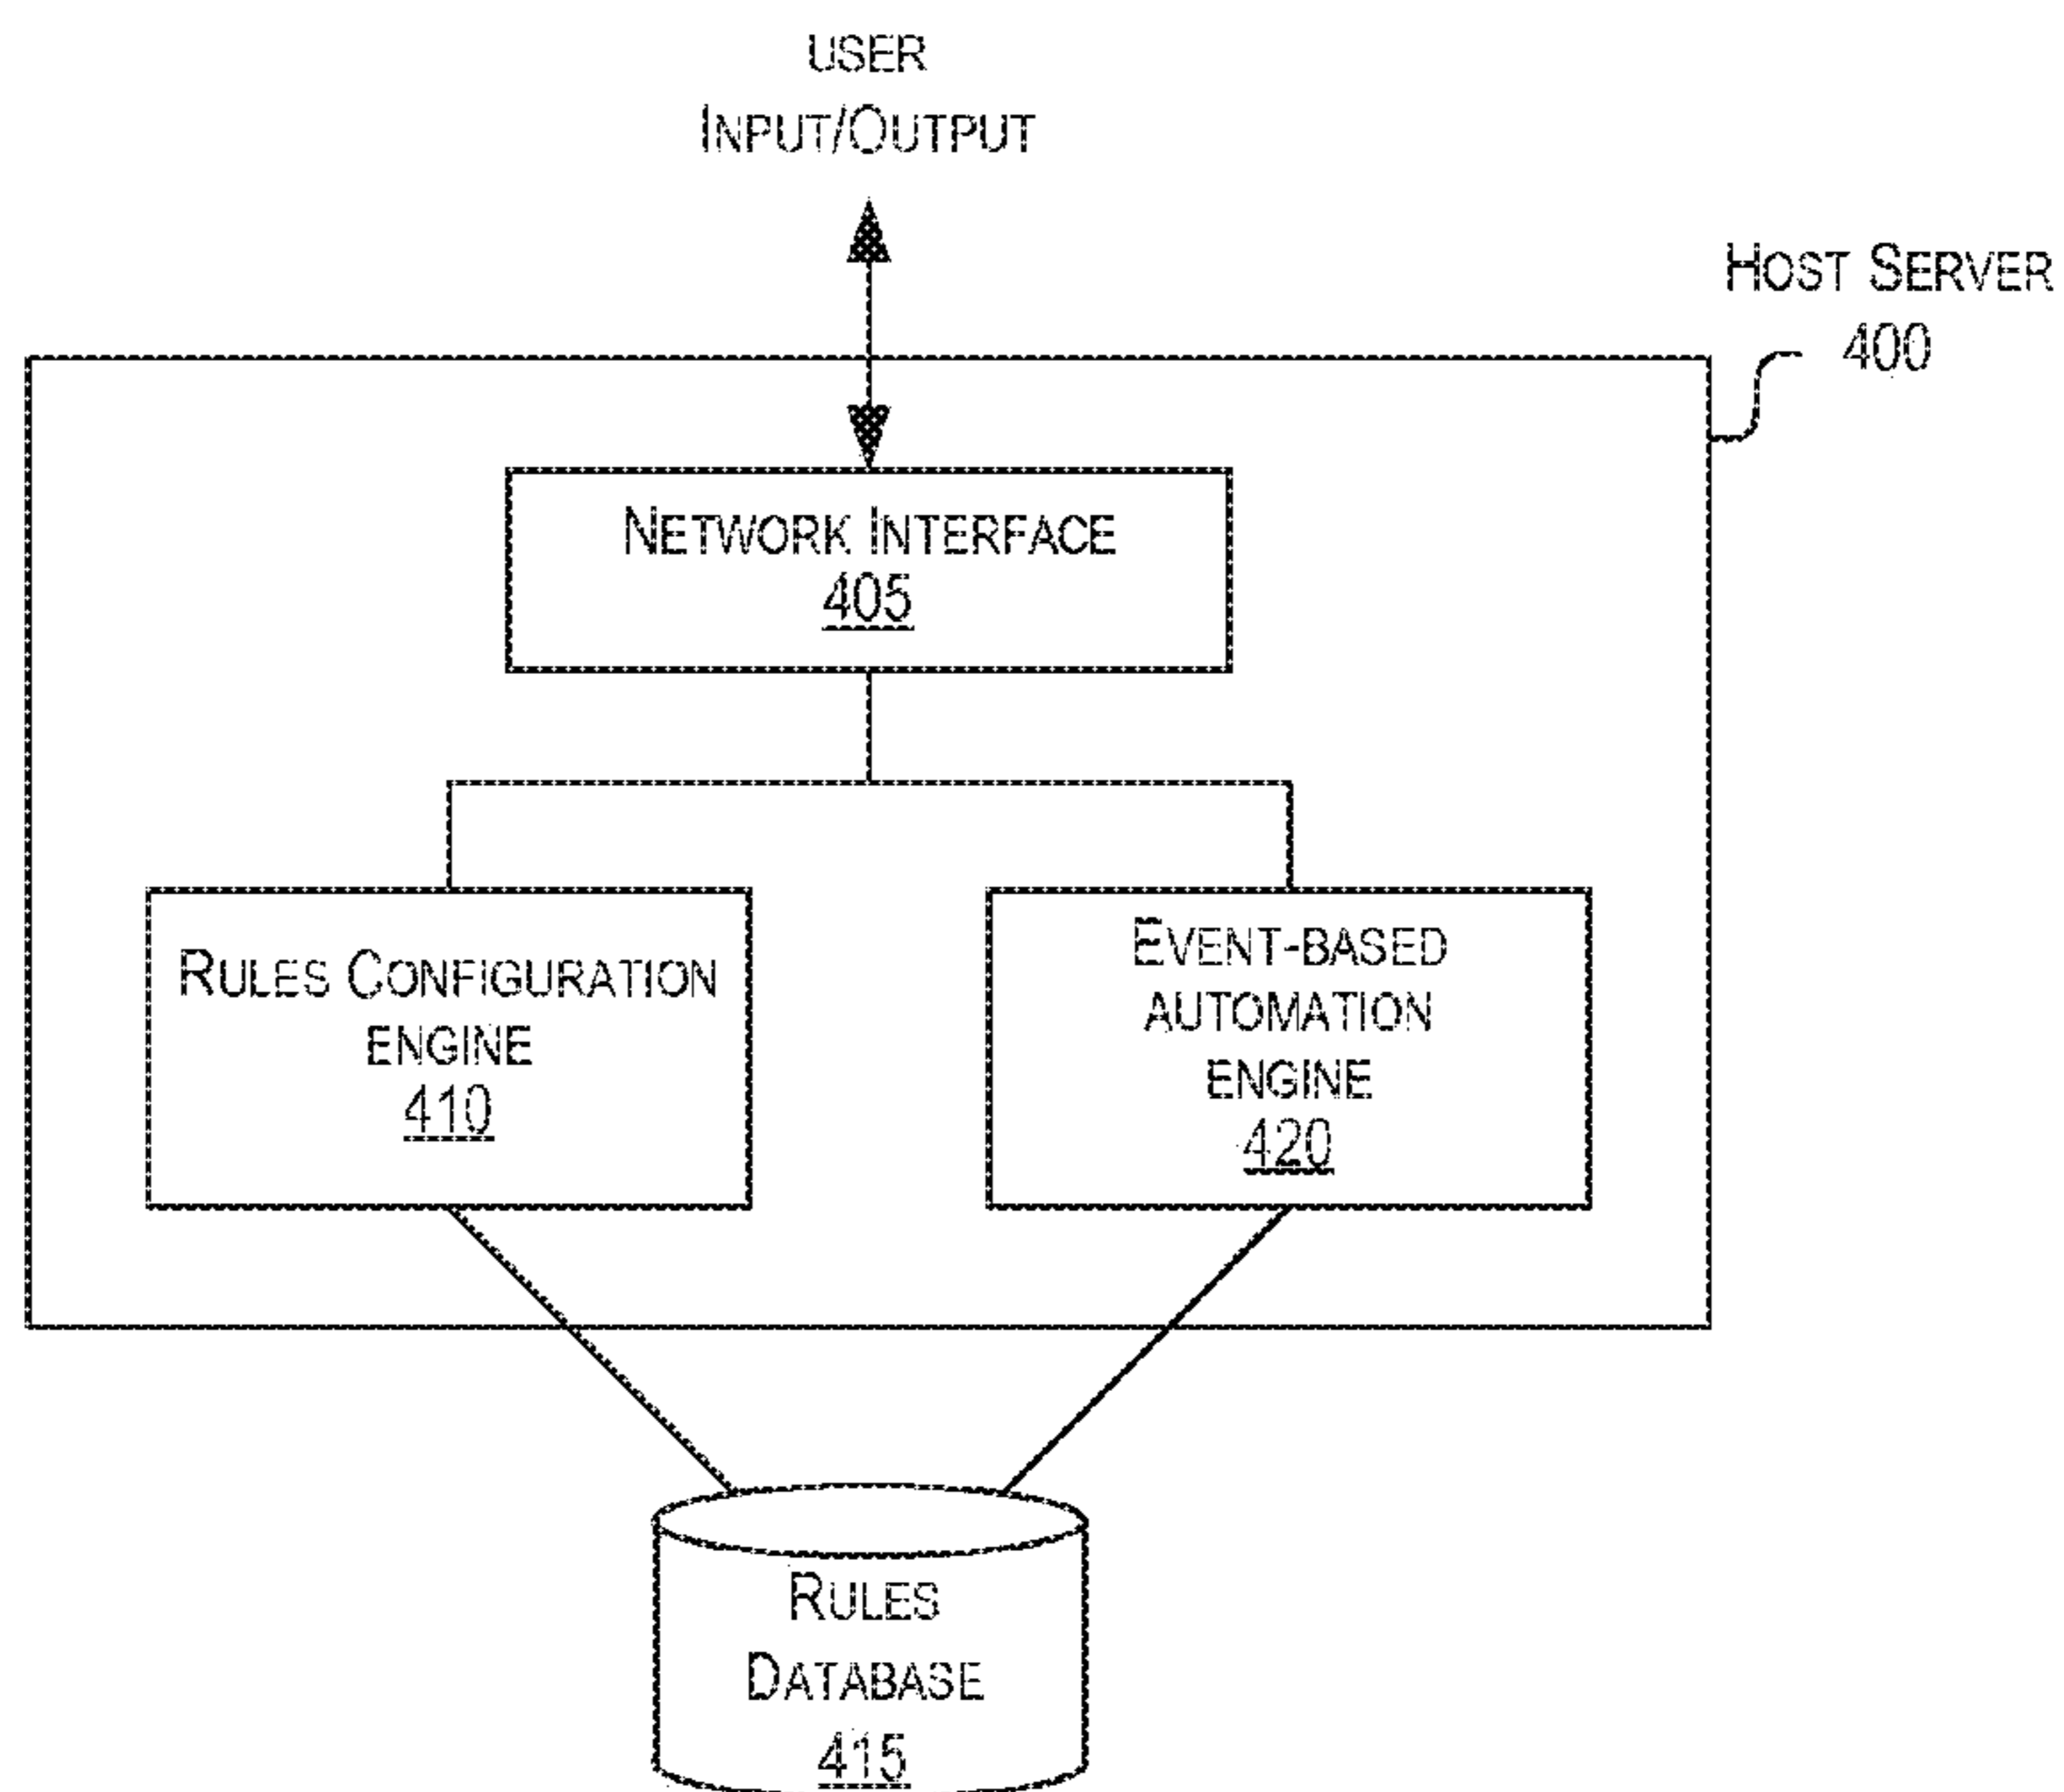 USER
INPUT/OUTPUT
HOST SERVER
400
NETWORK INTERFACE
405
RULES CONFIGURATION
ENGINE
410
EVENT-BASED
AUTOMATION
ENGINE
420
RULES
DATABASE
415